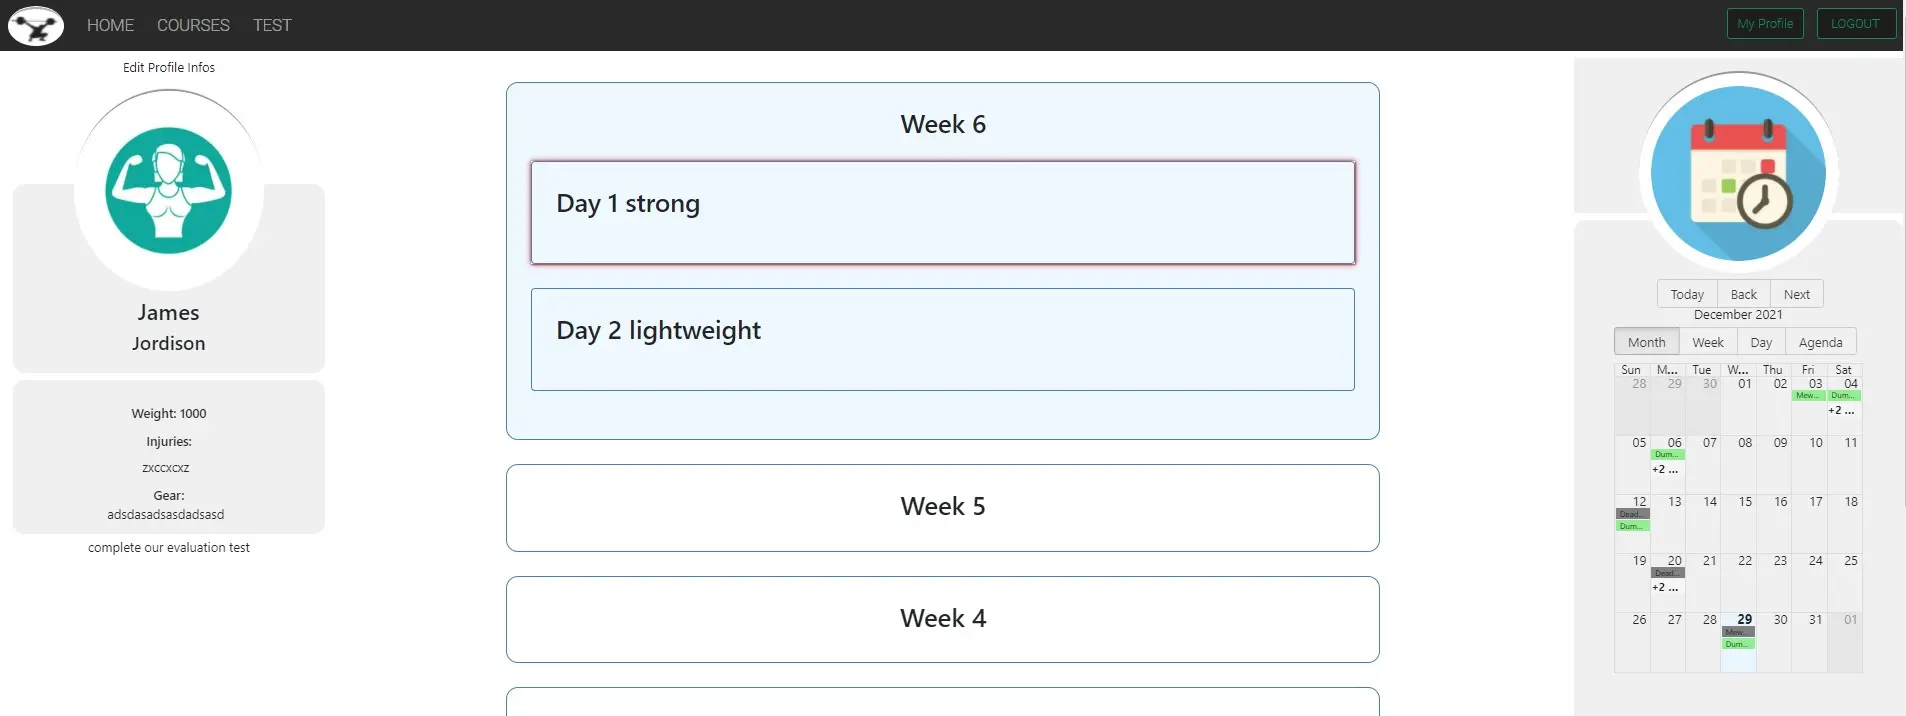 HOME COURSES TEST
My Profile LOGOUT
Edit Profile Infos
James
Jordison
Weight: 1000
Injuries:
zxccxcxz
Gear:
adsdasadsasdadsasd
complete our evaluation test
Week 6
Day 1 strong
Day 2 lightweight
Week 5
Week 4
Today Back Next
December 2021
Month Week Day Agenda
Sun M... Tue W... Thu Fri Sat
28 29 30 01 02 03 04
Mew... Dum...
+2 ...
05 06 07 08 09 10 11
Dum...
+2 ...
12 13 14 15 16 17 18
Dead...
Dum...
19 20 21 22 23 24 25
Dead...
+2 ...
26 27 28 29 30 31 01
Mew...
Dum...